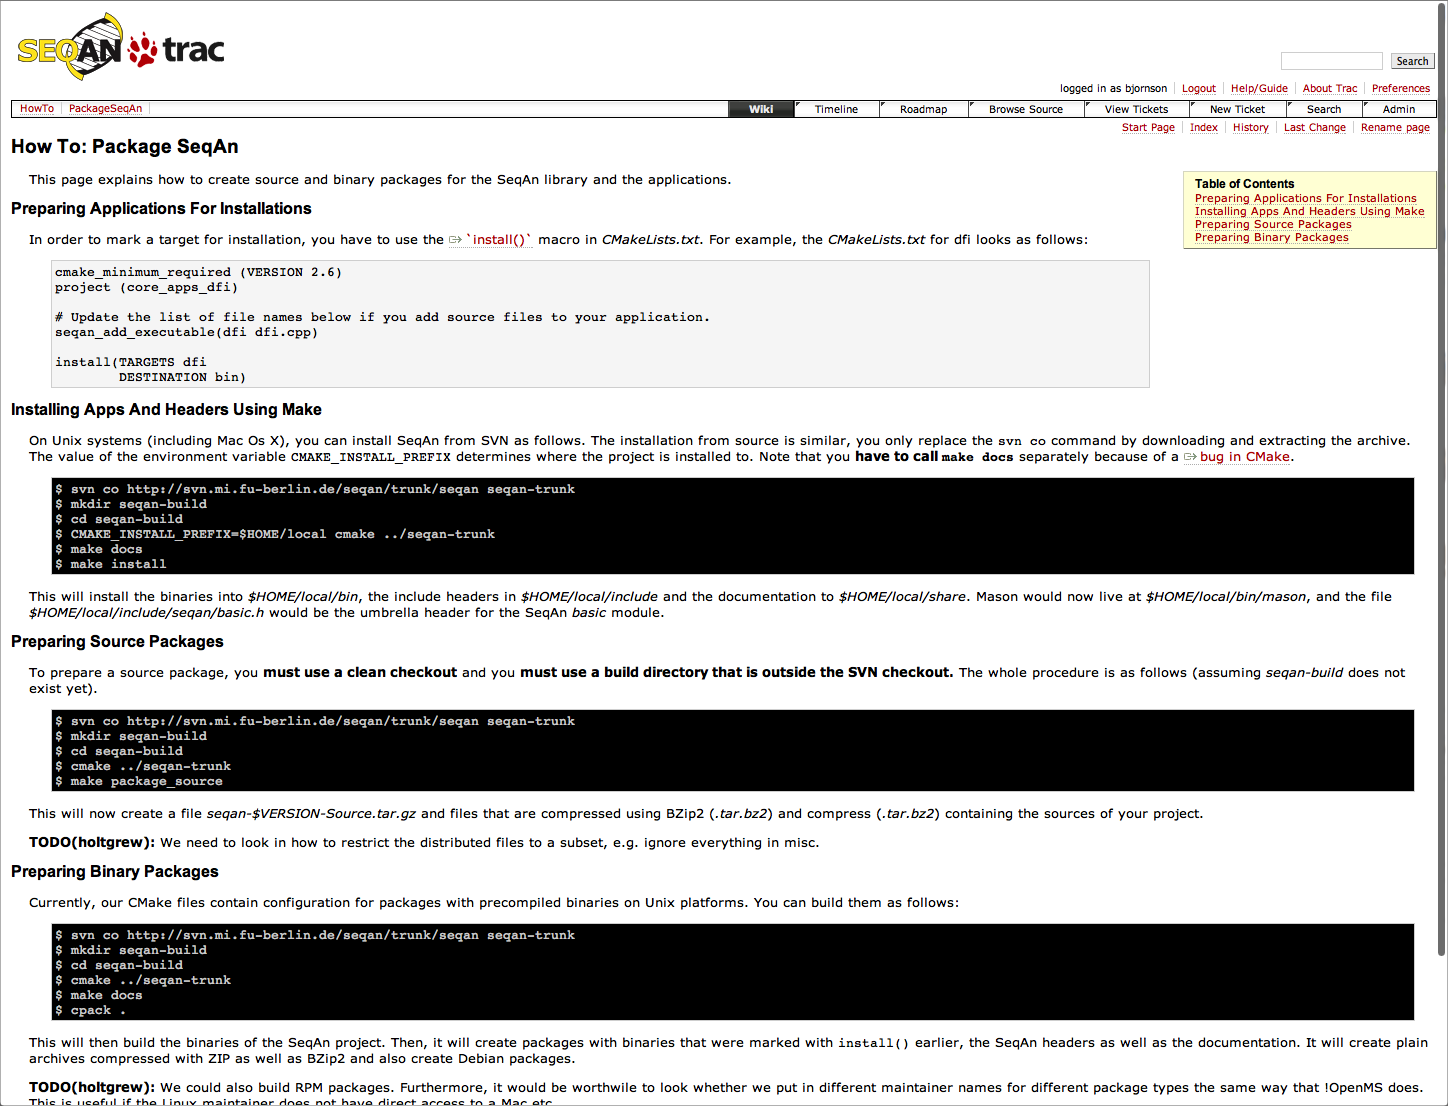 SEQAN trac
Search
logged in as bjornson Logout Help/Guide About Trac Preferences
HowTo PackageSeqAn Wiki Timeline Roadmap Browse Source View Tickets New Ticket Search Admin
Start Page Index History Last Change Rename page
How To: Package SeqAn
This page explains how to create source and binary packages for the SeqAn library and the applications.
Table of Contents
Preparing Applications For Installations
Installing Apps And Headers Using Make
Preparing Source Packages
Preparing Binary Packages
Preparing Applications For Installations
In order to mark a target for installation, you have to use the `install()` macro in CMakeLists.txt. For example, the CMakeLists.txt for dfi looks as follows:
cmake_minimum_required (VERSION 2.6)
project (core_apps_dfi)
# Update the list of file names below if you add source files to your application.
seqan_add_executable(dfi dfi.cpp)
install(TARGETS dfi
DESTINATION bin)
Installing Apps And Headers Using Make
On Unix systems (including Mac Os X), you can install SeqAn from SVN as follows. The installation from source is similar, you only replace the svn co command by downloading and extracting the archive.
The value of the environment variable CMAKE_INSTALL_PREFIX determines where the project is installed to. Note that you have to call make docs separately because of a bug in CMake.
$ svn co http://svn.mi.fu-berlin.de/seqan/trunk/seqan seqan-trunk
$ mkdir seqan-build
$ cd seqan-build
$ CMAKE_INSTALL_PREFIX=$HOME/local cmake ../seqan-trunk
$ make docs
$ make install
This will install the binaries into $HOME/local/bin, the include headers in $HOME/local/include and the documentation to $HOME/local/share. Mason would now live at $HOME/local/bin/mason, and the file
$HOME/local/include/seqan/basic.h would be the umbrella header for the SeqAn basic module.
Preparing Source Packages
To prepare a source package, you must use a clean checkout and you must use a build directory that is outside the SVN checkout. The whole procedure is as follows (assuming seqan-build does not
exist yet).
$ svn co http://svn.mi.fu-berlin.de/seqan/trunk/seqan seqan-trunk
$ mkdir seqan-build
$ cd seqan-build
$ cmake ../seqan-trunk
$ make package_source
This will now create a file seqan-$VERSION-Source.tar.gz and files that are compressed using BZip2 (.tar.bz2) and compress (.tar.bz2) containing the sources of your project.
TODO(holtgrew): We need to look in how to restrict the distributed files to a subset, e.g. ignore everything in misc.
Preparing Binary Packages
Currently, our CMake files contain configuration for packages with precompiled binaries on Unix platforms. You can build them as follows:
$ svn co http://svn.mi.fu-berlin.de/seqan/trunk/seqan seqan-trunk
$ mkdir seqan-build
$ cd seqan-build
$ cmake ../seqan-trunk
$ make docs
$ cpack .
This will then build the binaries of the SeqAn project. Then, it will create packages with binaries that were marked with install() earlier, the SeqAn headers as well as the documentation. It will create plain
archives compressed with ZIP as well as BZip2 and also create Debian packages.
TODO(holtgrew): We could also build RPM packages. Furthermore, it would be worthwile to look whether we put in different maintainer names for different package types the same way that !OpenMS does.
This is useful if the Linux maintainer does not have direct access to a Mac etc.